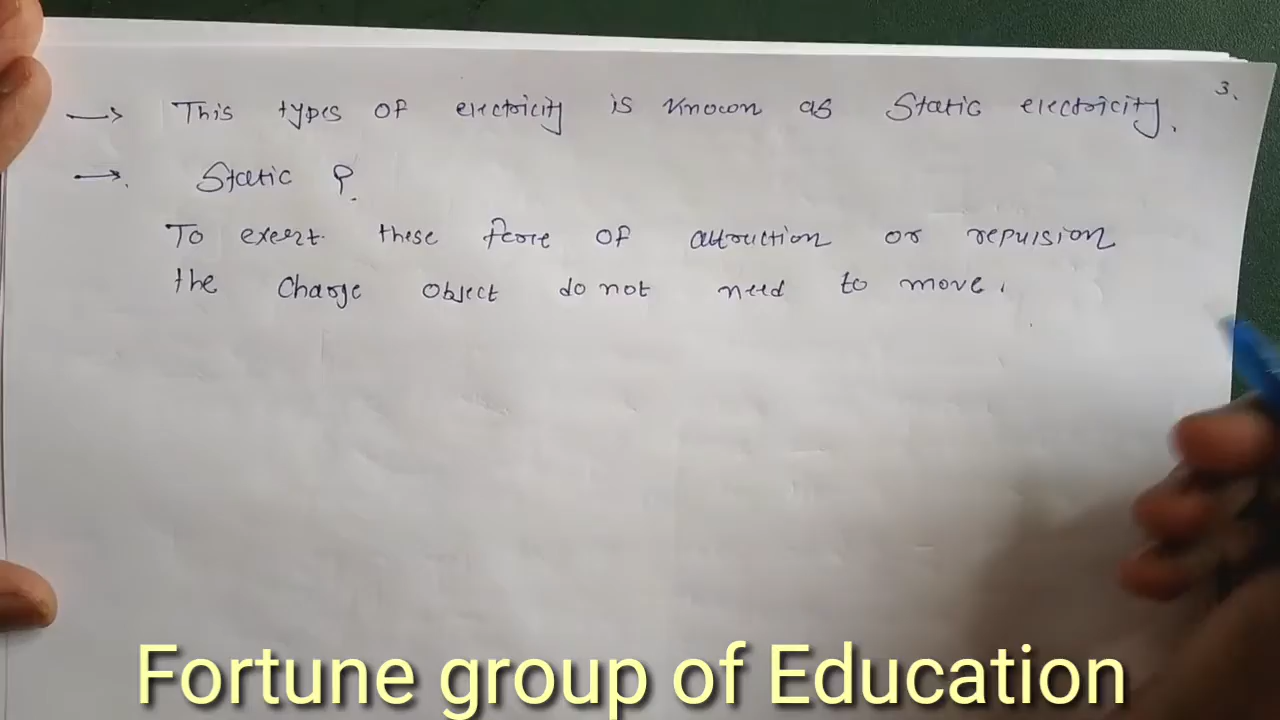 3.
→ This types of electricity is known as Static electricity.
→ Static ?
To exert these force of attraction or repulsion
the charge object do not need to move.
Fortune group of Education